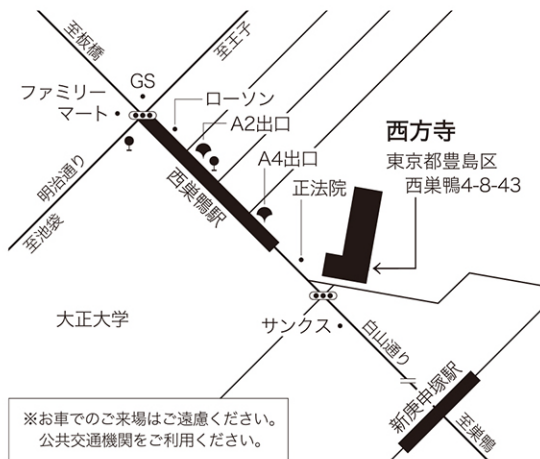 至板橋
至王子
GS
ファミリー
マート
ローソン
A2出口
西方寺
東京都豊島区
西巣鴨4-8-43
A4出口
正法院
明治通り
西巣鴨駅
至池袋
大正大学
サンクス
白山通り
新庚申塚駅
至巣鴨
※お車でのご来場はご遠慮ください。
公共交通機関をご利用ください。